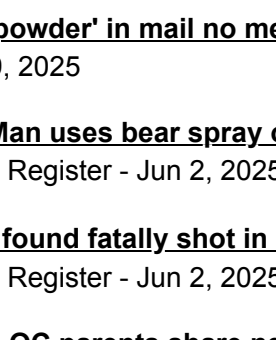 powder' in mail no me
, 2025
Man uses bear spray
Register - Jun 2, 2025
found fatally shot in
Register - Jun 2, 2025
OC parents share